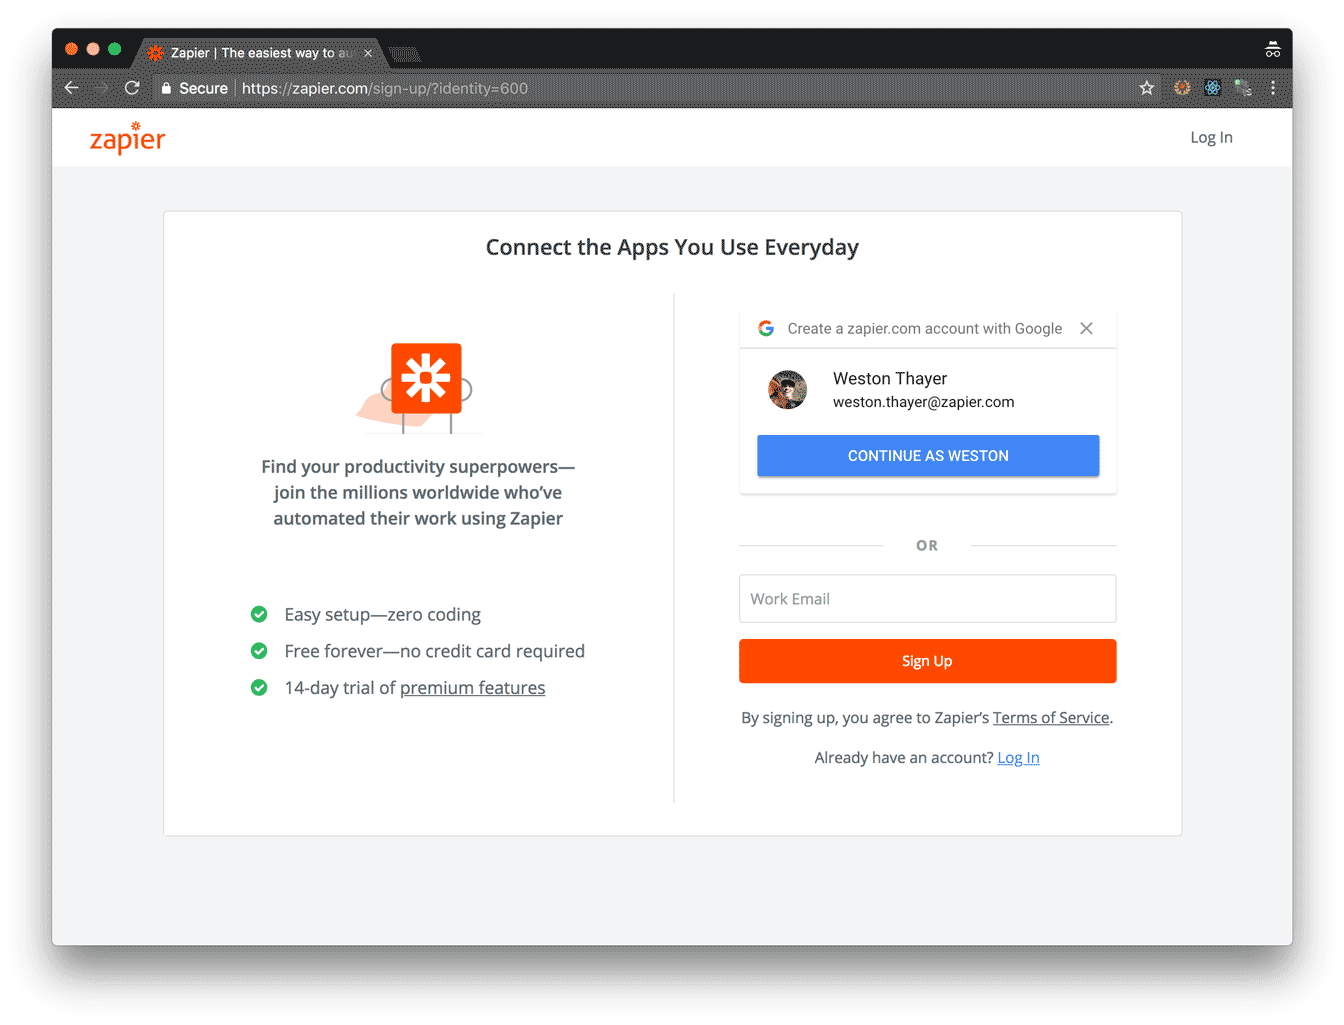 Zapier | The easiest way to au
Secure https://zapier.com/sign-up/?identity=600
zapier
Log In
Connect the Apps You Use Everyday
Find your productivity superpowers—
join the millions worldwide who’ve
automated their work using Zapier
Easy setup—zero coding
Free forever—no credit card required
14-day trial of premium features
Create a zapier.com account with Google
Weston Thayer
weston.thayer@zapier.com
CONTINUE AS WESTON
OR
Work Email
Sign Up
By signing up, you agree to Zapier’s Terms of Service.
Already have an account? Log In